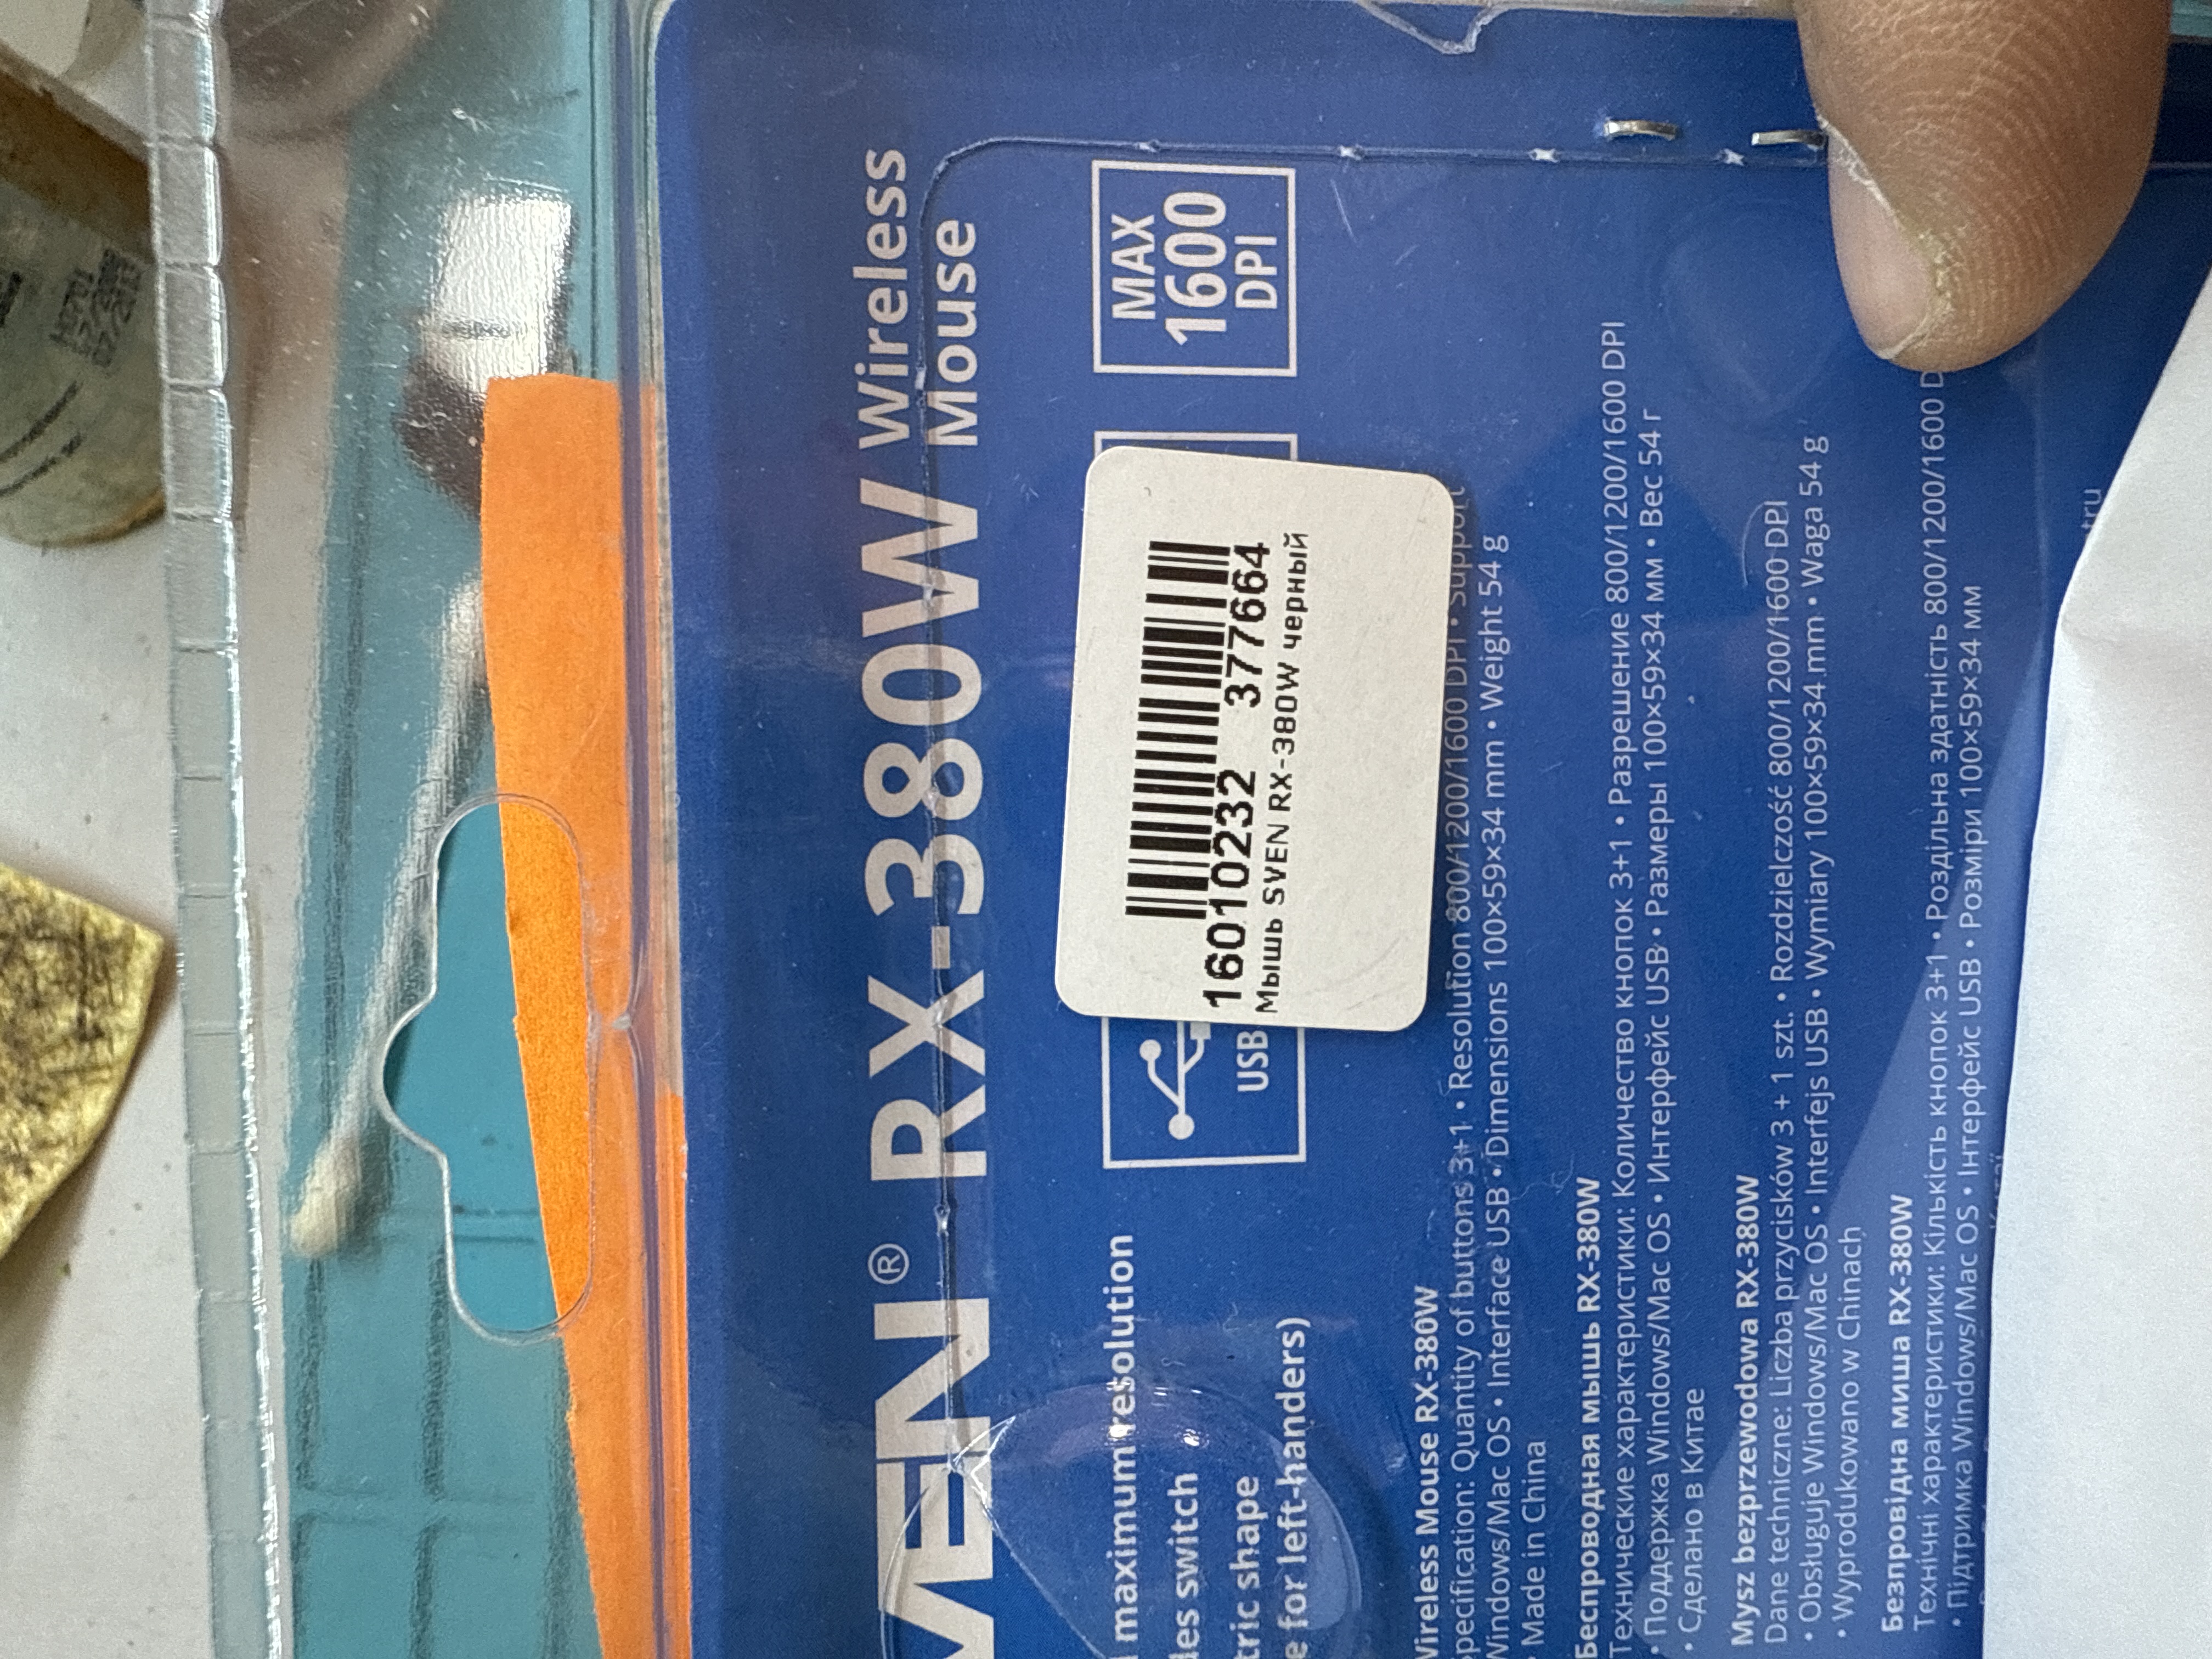 VEN® RX-380W Wireless
Mouse
maximum resolution
switch
shape
for left-handers)
USB
MAX
1600
DPI
16010232 377664
Мышь SVEN RX-380W черный
Wireless Mouse RX-380W
Specification: Quantity of buttons 3+1 • Resolution 800/1200/1600 DPI • Support
Windows/Mac OS • Interface USB • Dimensions 100×59×34 mm • Weight 54 g
• Made in China
Беспроводная мышь RX-380W
Технические характеристики: Количество кнопок 3+1 • Разрешение 800/1200/1600 DPI
• Поддержка Windows/Mac OS • Интерфейс USB • Размеры 100×59×34 мм • Вес 54 г
• Сделано в Китае
Mysz bezprzewodowa RX-380W
Dane techniczne: Liczba przycisków 3 + 1 szt. • Rozdzielczość 800/1200/1600 DPI
• Obsługuje Windows/Mac OS • Interfejs USB • Wymiary 100×59×34 mm • Waga 54 g
• Wyprodukowano w Chinach
Безпровідна миша RX-380W
Технічні характеристики: Кількість кнопок 3+1 • Роздільна здатність 800/1200/1600 D
• Підтримка Windows/Mac OS • Інтерфейс USB • Розміри 100×59×34 мм